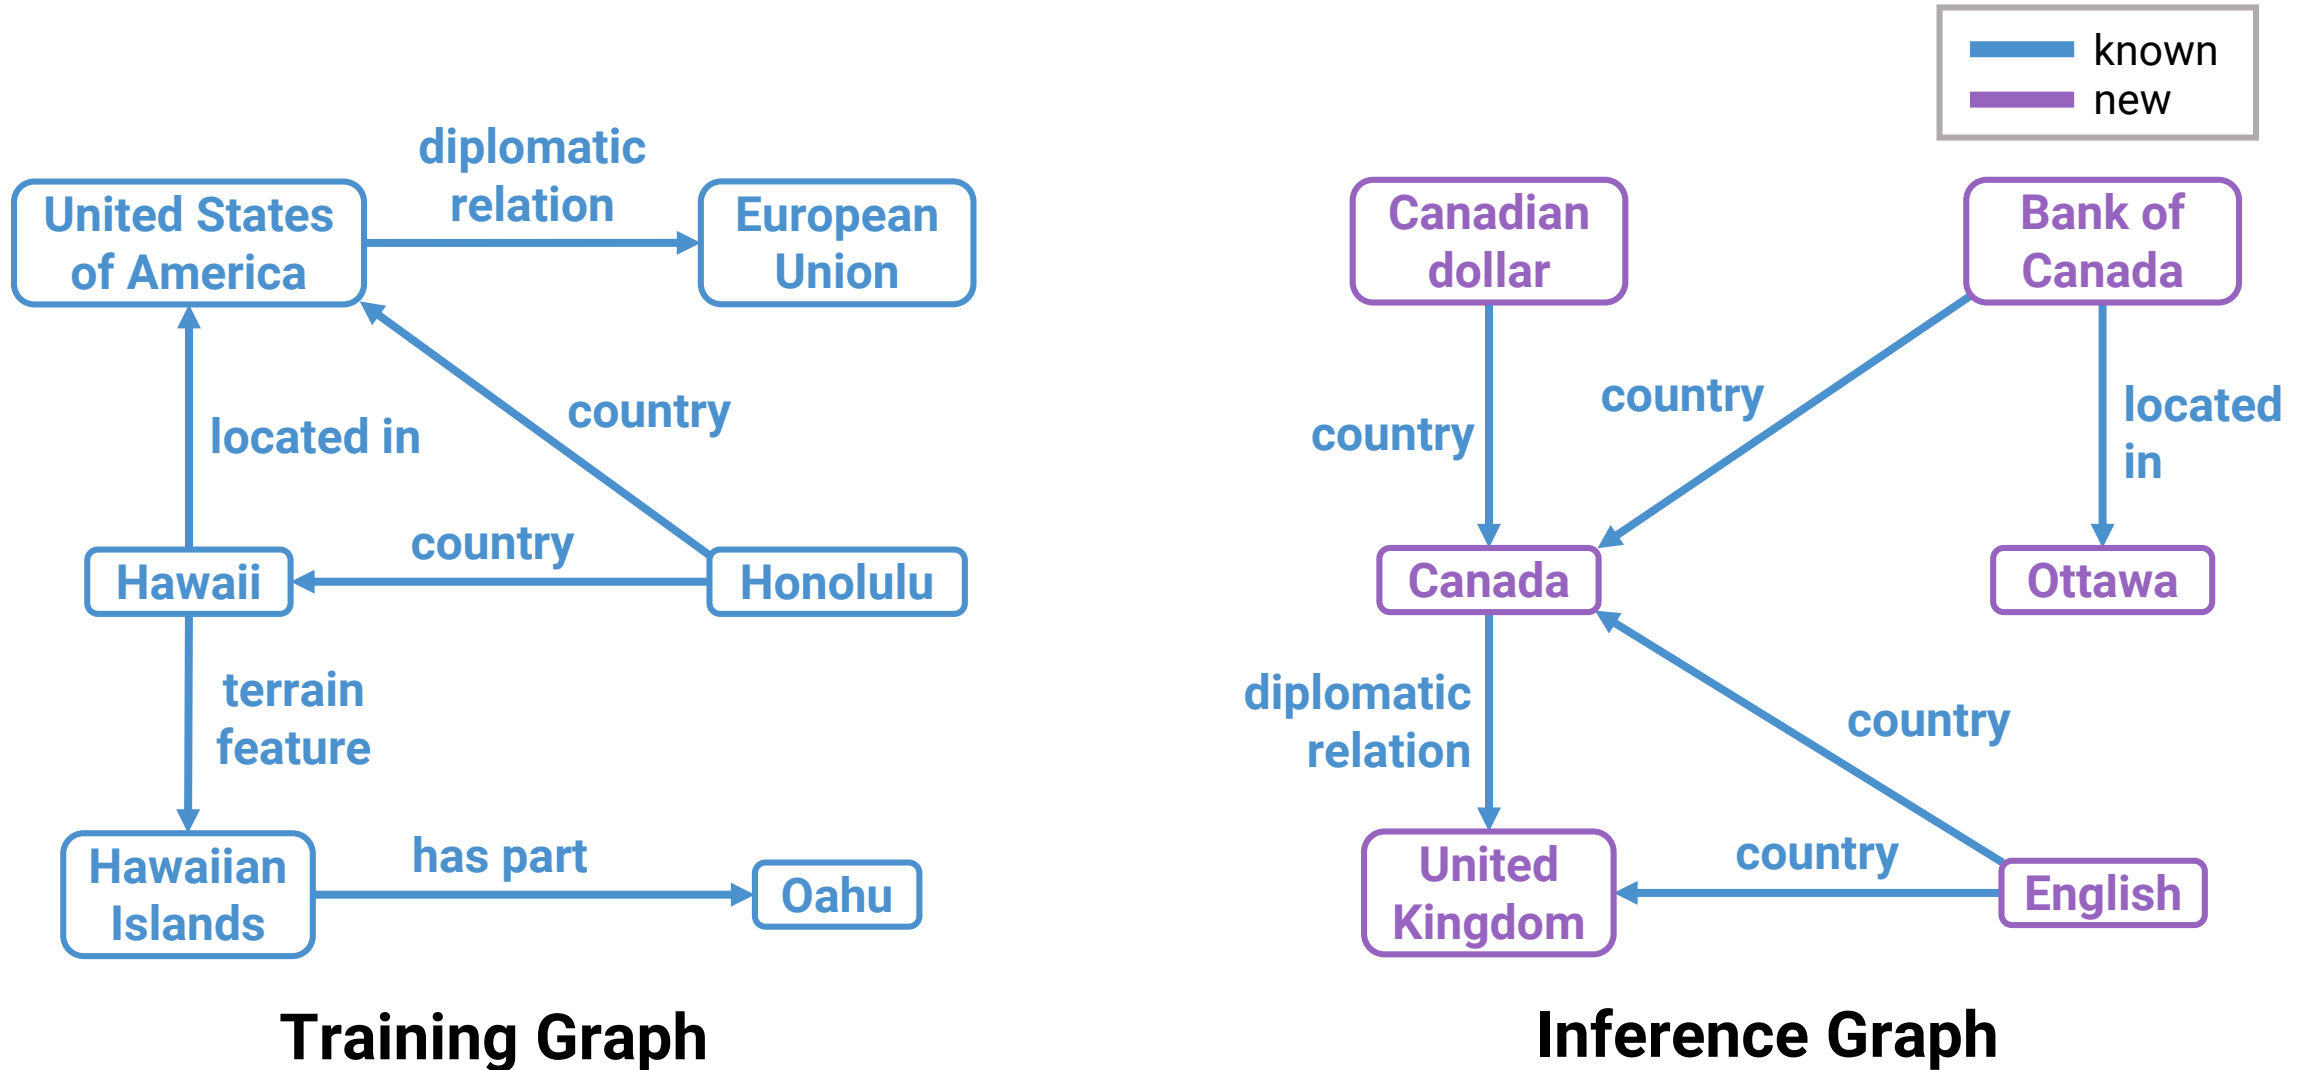 known
new
diplomatic
relation
United States
of America
European
Union
located in
country
country
Hawaii
Honolulu
terrain
feature
Hawaiian
Islands
has part
Oahu
Training Graph
Canadian
dollar
Bank of
Canada
country
country
located
in
Canada
Ottawa
diplomatic
relation
country
country
United
Kingdom
English
Inference Graph